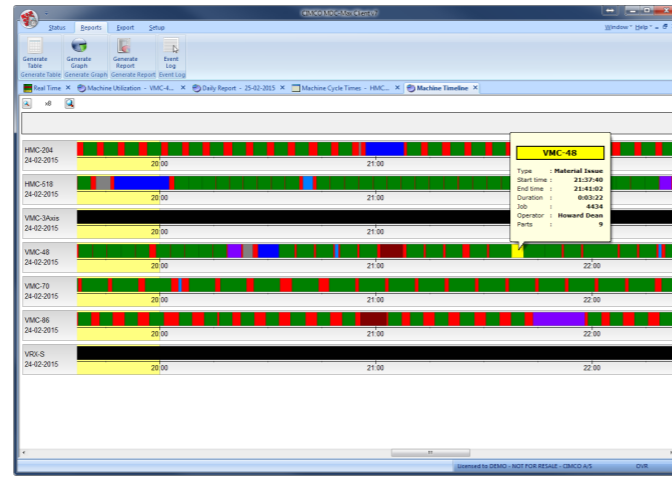 CIMCO MDC-Max Client v7
Status Reports Export Setup Window Help
Generate Table Generate Graph Generate Report Event Log
Generate Table Generate Graph Generate Report Event Log
Real Time × Machine Utilization - VMC-4... × Daily Report - 25-02-2015 × Machine Cycle Times - HMC... × Machine Timeline ×
x8
HMC-204
24-02-2015
20:00 21:00
HMC-518
24-02-2015
20:00 21:00
VMC-3Axis
24-02-2015
20:00 21:00
VMC-48
Type : Material Issue
Start time : 21:37:40
End time : 21:41:02
Duration : 0:03:22
Job : 4434
Operator : Howard Dean
Parts : 9
VMC-48
24-02-2015
20:00 21:00 22:00
VMC-70
24-02-2015
20:00 21:00 22:00
VMC-86
24-02-2015
20:00 21:00 22:00
VRX-S
24-02-2015
20:00 21:00 22:00
Licensed to DEMO - NOT FOR RESALE - CIMCO A/S OVR